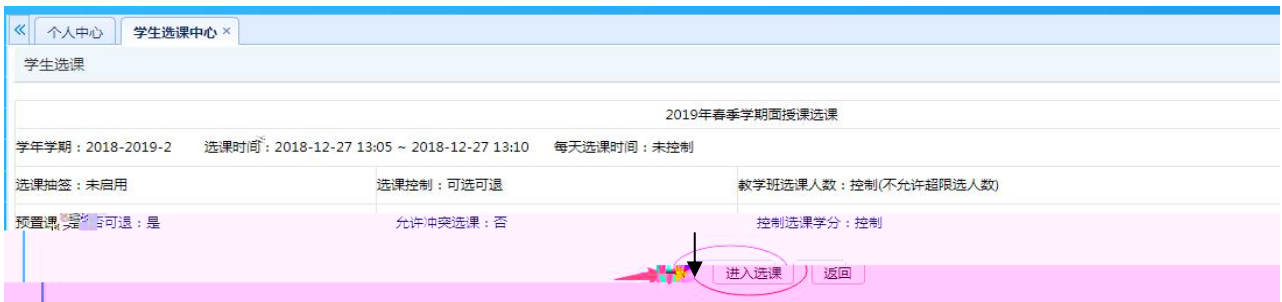 个人中心 学生选课中心 ×
学生选课
2019年春季学期面授课选课
学年学期：2018-2019-2 选课时间：2018-12-27 13:05 ~ 2018-12-27 13:10 每天选课时间：未控制
选课抽签：未启用 选课控制：可选可退 教学班选课人数：控制(不允许超限选人数)
预置课是否可退：是 允许冲突选课：否 控制选课学分：控制
进入选课 返回